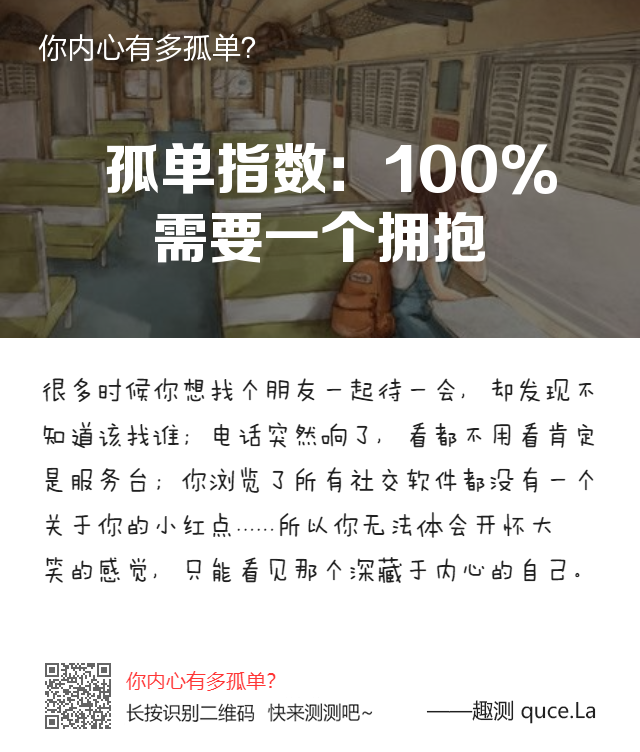 你内心有多孤单?
孤单指数：100%
需要一个拥抱
很多时候你想找个朋友一起待一会，却发现不
知道该找谁；电话突然响了，看都不用看肯定
是服务台；你浏览了所有社交软件都没有一个
关于你的小红点……所以你无法体会开怀大
笑的感觉，只能看见那个深藏于内心的自己。
你内心有多孤单?
长按识别二维码 快来测测吧~
——趣测 quce.La